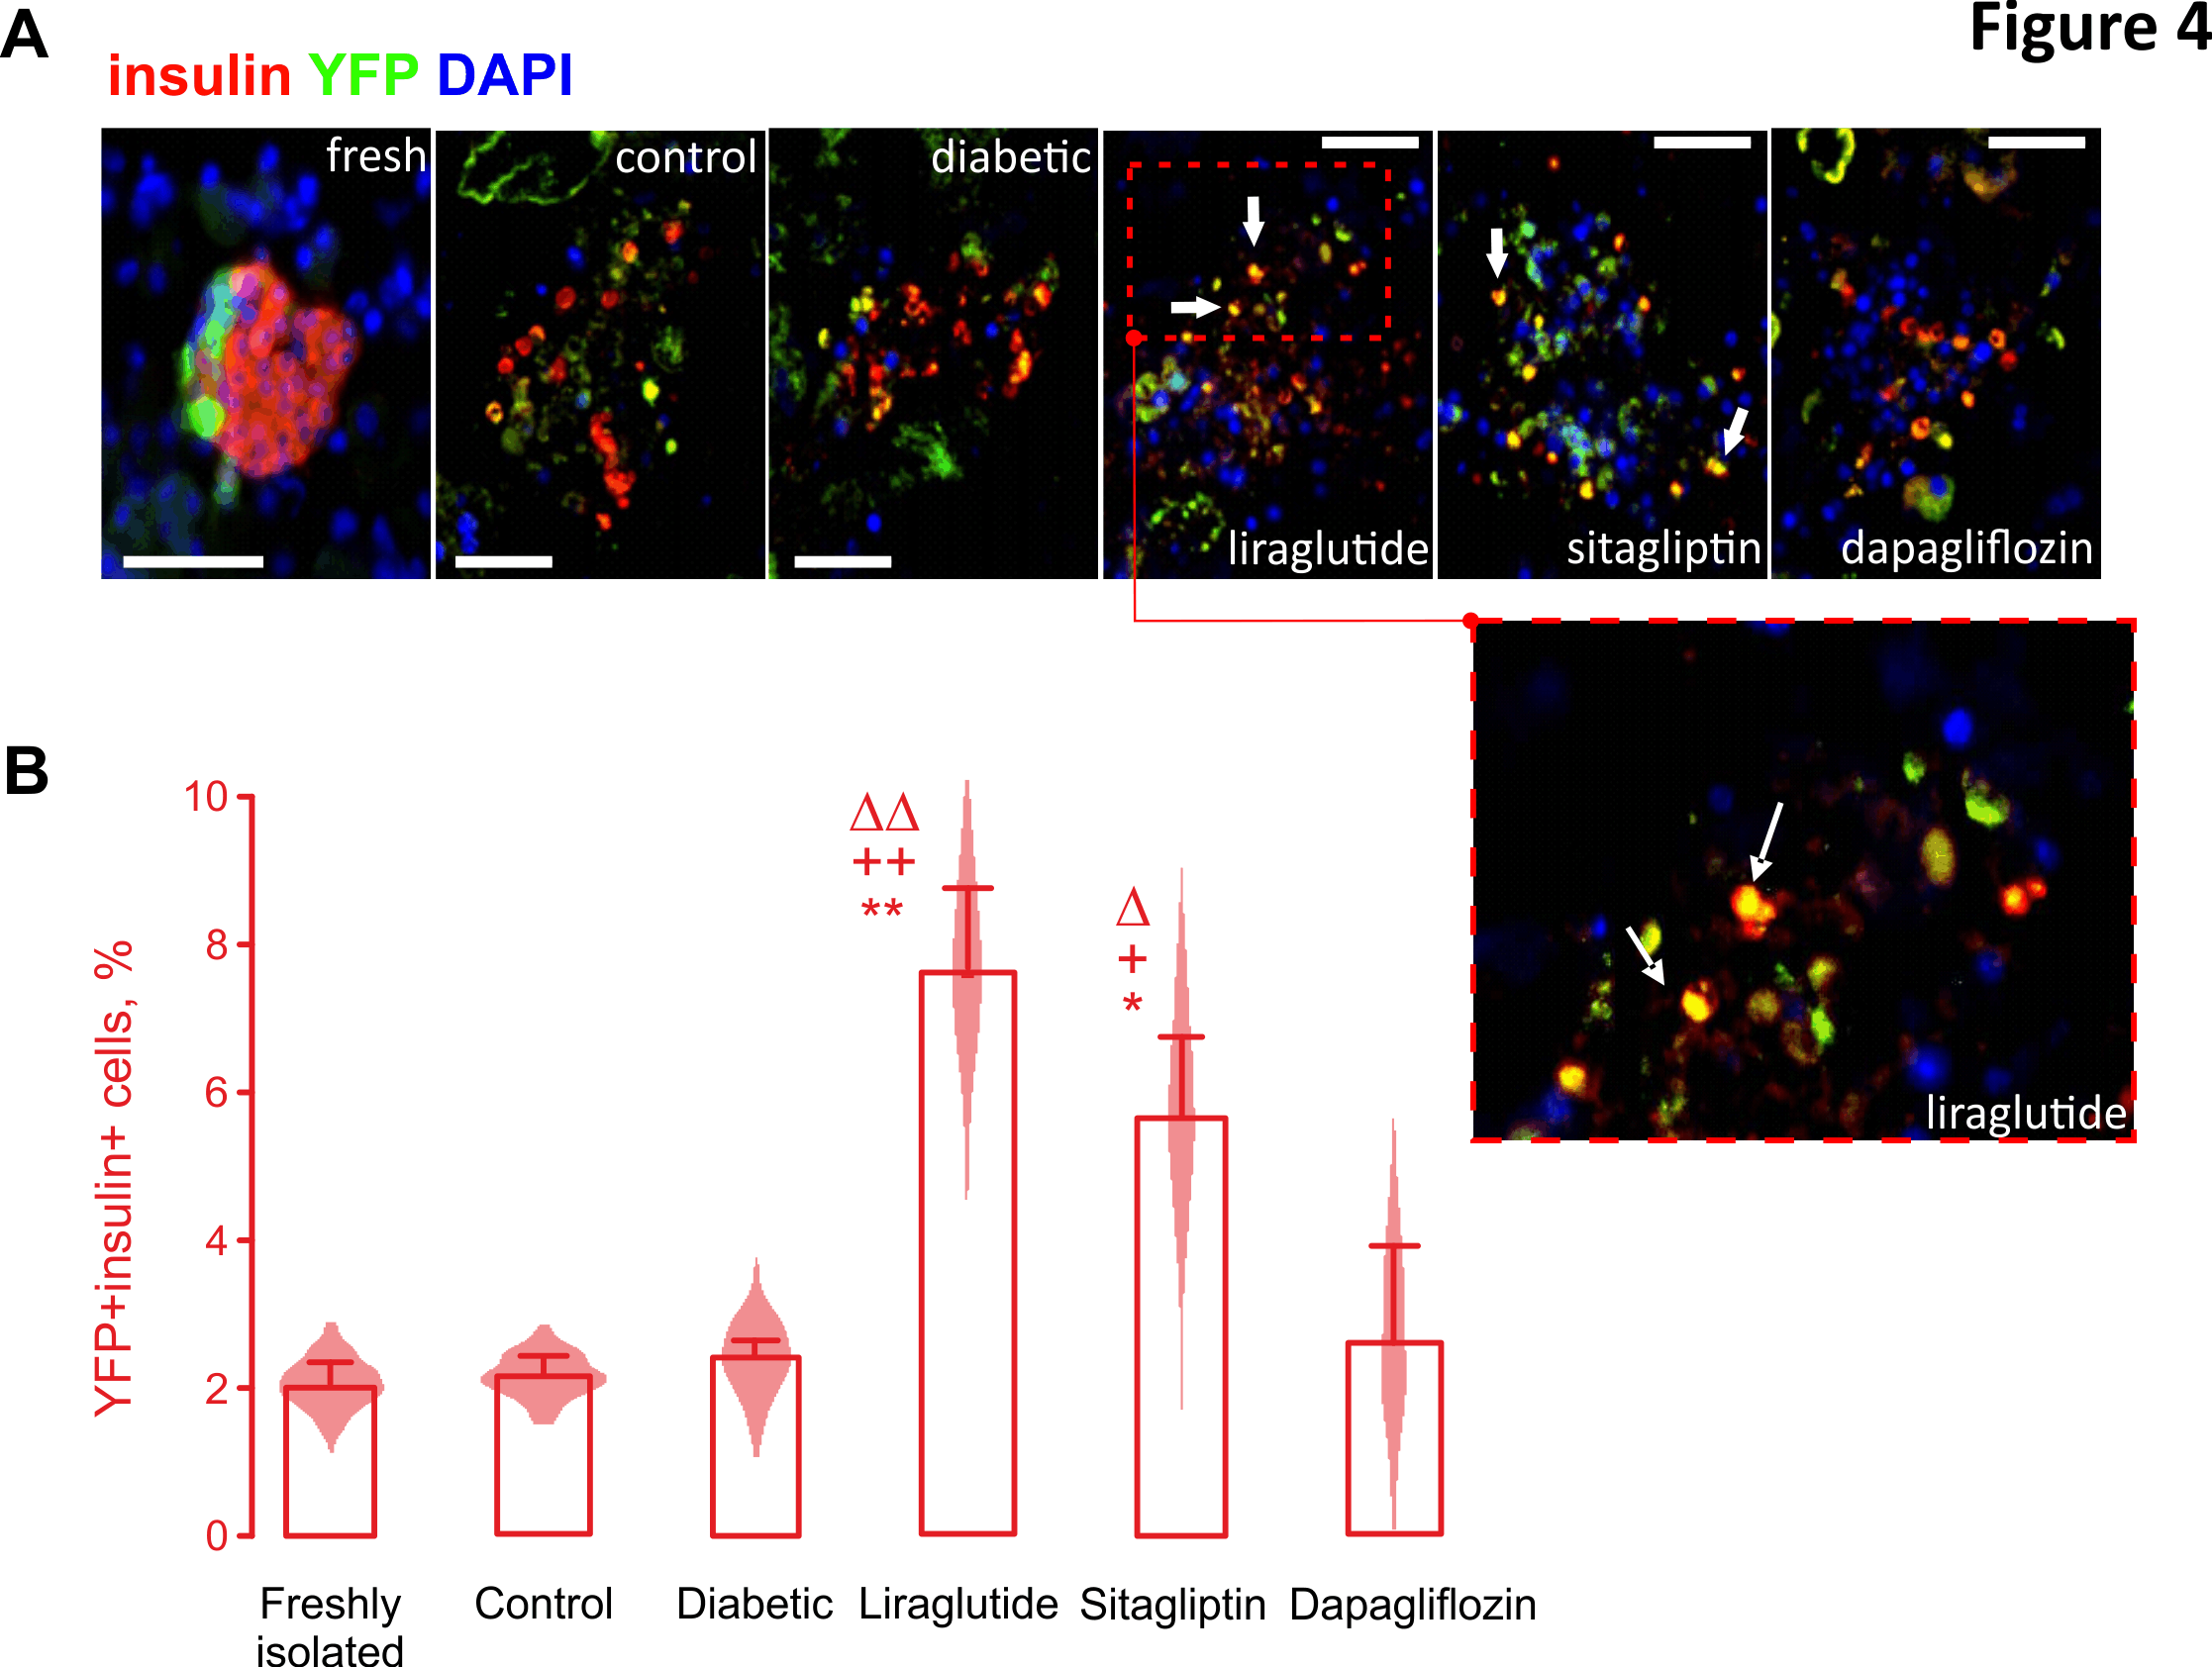 Figure 4
A
insulin YFP DAPI
fresh
control
diabetic
liraglutide
sitagliptin
dapagliflozin
liraglutide
B
YFP+insulin+ cells, %
10
8
6
4
2
0
ΔΔ
++
**
Δ
+
*
Freshly isolated
Control
Diabetic
Liraglutide
Sitagliptin
Dapagliflozin